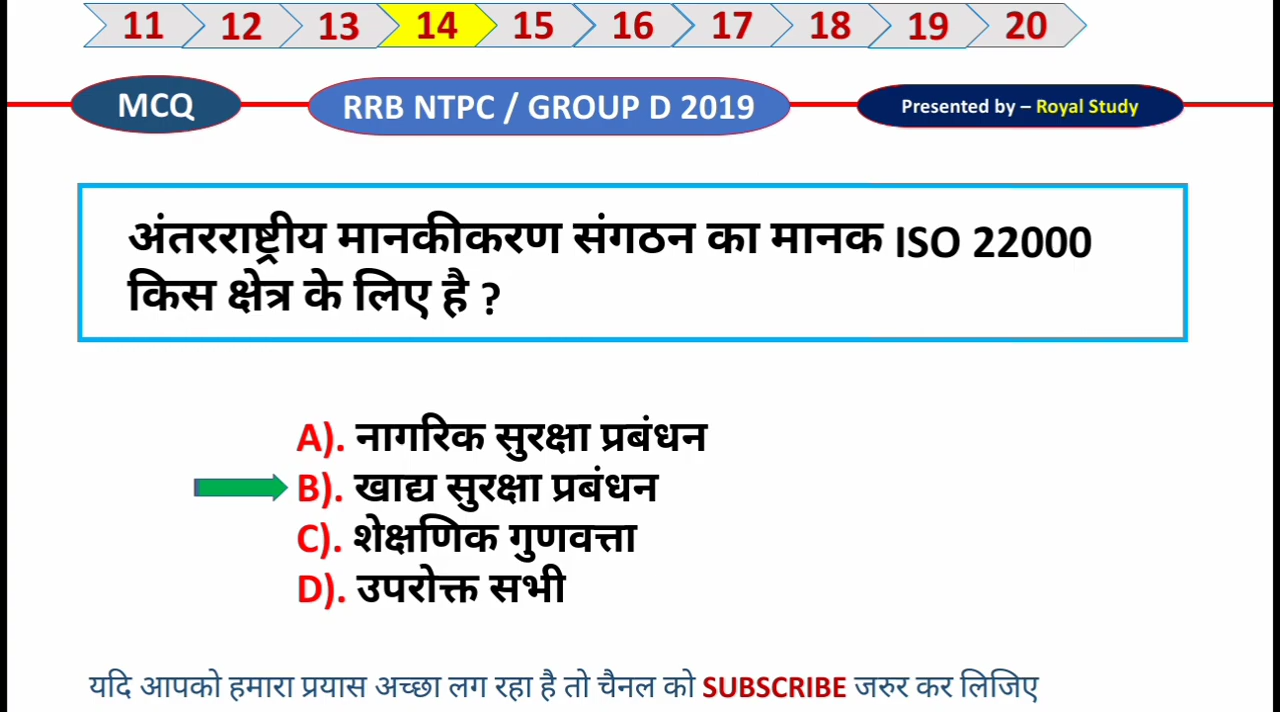 11 12 13 14 15 16 17 18 19 20
MCQ RRB NTPC / GROUP D 2019 Presented by – Royal Study
अंतरराष्ट्रीय मानकीकरण संगठन का मानक ISO 22000
किस क्षेत्र के लिए है ?
A). नागरिक सुरक्षा प्रबंधन
B). खाद्य सुरक्षा प्रबंधन
C). शेक्षणिक गुणवत्ता
D). उपरोक्त सभी
यदि आपको हमारा प्रयास अच्छा लग रहा है तो चैनल को SUBSCRIBE जरुर कर लिजिए